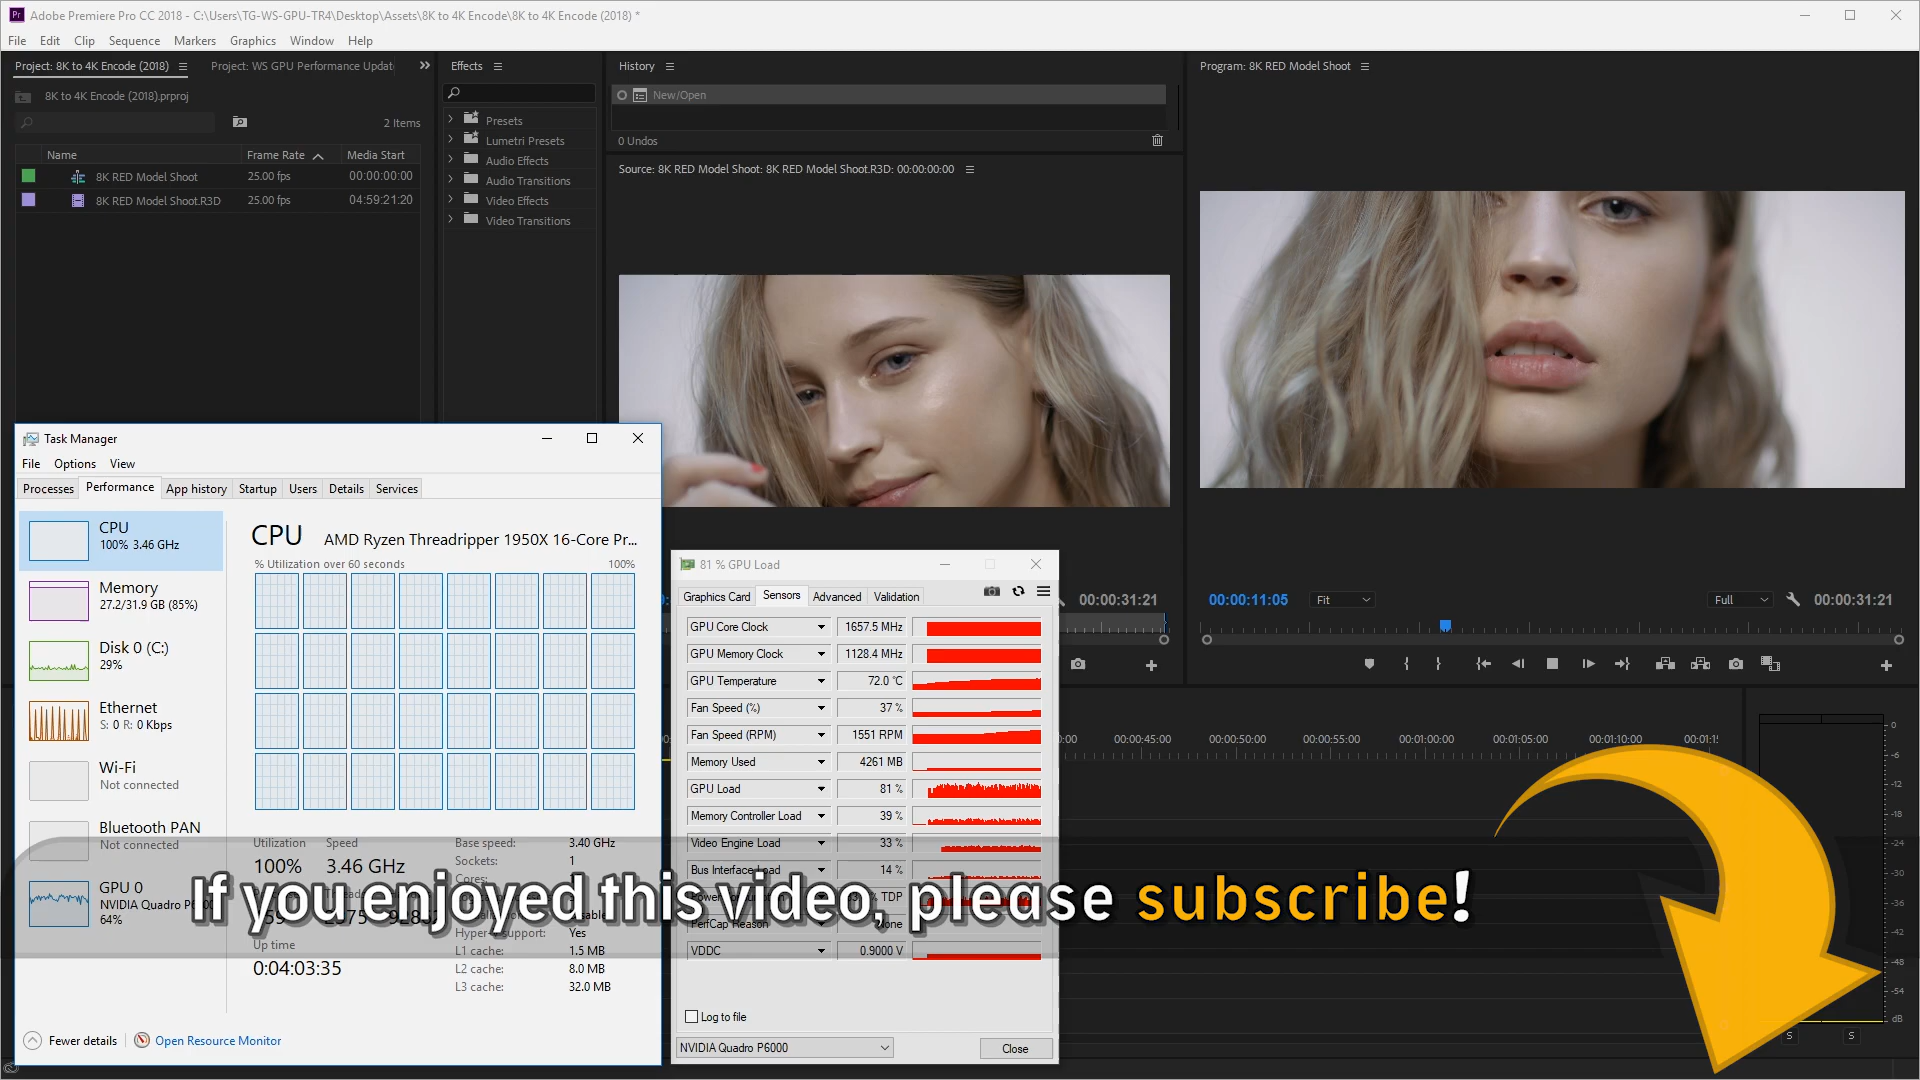 Adobe Premiere Pro CC 2018 - C:\Users\TG-WS-GPU-TR4\Desktop\Assets\8K to 4K Encode\8K to 4K Encode (2018) *
File Edit Clip Sequence Markers Graphics Window Help
Project: 8K to 4K Encode (2018)
Project: WS GPU Performance Updat
8K to 4K Encode (2018).prproj
2 Items
Name Frame Rate Media Start
8K RED Model Shoot 25.00 fps 00:00:00:00
8K RED Model Shoot.R3D 25.00 fps 04:59:21:20
Effects
Presets
Lumetri Presets
Audio Effects
Audio Transitions
Video Effects
Video Transitions
History
New/Open
0 Undos
Source: 8K RED Model Shoot: 8K RED Model Shoot.R3D: 00:00:00:00
00:00:31:21
Program: 8K RED Model Shoot
00:00:11:05 Fit Full 00:00:31:21
Task Manager
File Options View
Processes Performance App history Startup Users Details Services
CPU
100% 3.46 GHz
Memory
27.2/31.9 GB (85%)
Disk 0 (C:)
29%
Ethernet
S: 0 R: 0 Kbps
Wi-Fi
Not connected
Bluetooth PAN
Not connected
GPU 0
NVIDIA Quadro
64%
CPU AMD Ryzen Threadripper 1950X 16-Core Pr...
% Utilization over 60 seconds 100%
Utilization Speed
100% 3.46 GHz
Up time
0:04:03:35
Base speed: 3.40 GHz
Sockets: 1
Yes
L1 cache: 1.5 MB
L2 cache: 8.0 MB
L3 cache: 32.0 MB
Fewer details Open Resource Monitor
81 % GPU Load
Graphics Card Sensors Advanced Validation
GPU Core Clock 1657.5 MHz
GPU Memory Clock 1128.4 MHz
GPU Temperature 72.0 °C
Fan Speed (%) 37 %
Fan Speed (RPM) 1551 RPM
Memory Used 4261 MB
GPU Load 81 %
Memory Controller Load 39 %
Video Engine Load 33 %
Bus Interface Load 14 %
% TDP
PerfCap Reason None
VDDC 0.9000 V
Log to file
NVIDIA Quadro P6000 Close
00:00:45:00 00:00:50:00 00:00:55:00 00:01:00:00 00:01:05:00 00:01:10:00 00:01:15
0
-6
-12
-18
-24
-30
-36
-42
-48
-54
dB
S S
If you enjoyed this video, please subscribe!